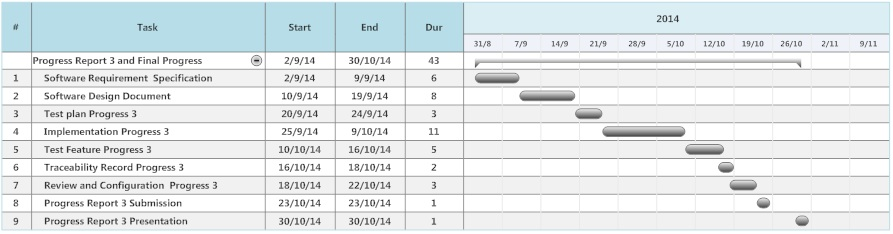 # Task Start End Dur 2014
31/8 7/9 14/9 21/9 28/9 5/10 12/10 19/10 26/10 2/11 9/11
Progress Report 3 and Final Progress 2/9/14 30/10/14 43
1 Software Requirement Specification 2/9/14 9/9/14 6
2 Software Design Document 10/9/14 19/9/14 8
3 Test plan Progress 3 20/9/14 24/9/14 3
4 Implementation Progress 3 25/9/14 9/10/14 11
5 Test Feature Progress 3 10/10/14 16/10/14 5
6 Traceability Record Progress 3 16/10/14 18/10/14 2
7 Review and Configuration Progress 3 18/10/14 22/10/14 3
8 Progress Report 3 Submission 23/10/14 23/10/14 1
9 Progress Report 3 Presentation 30/10/14 30/10/14 1